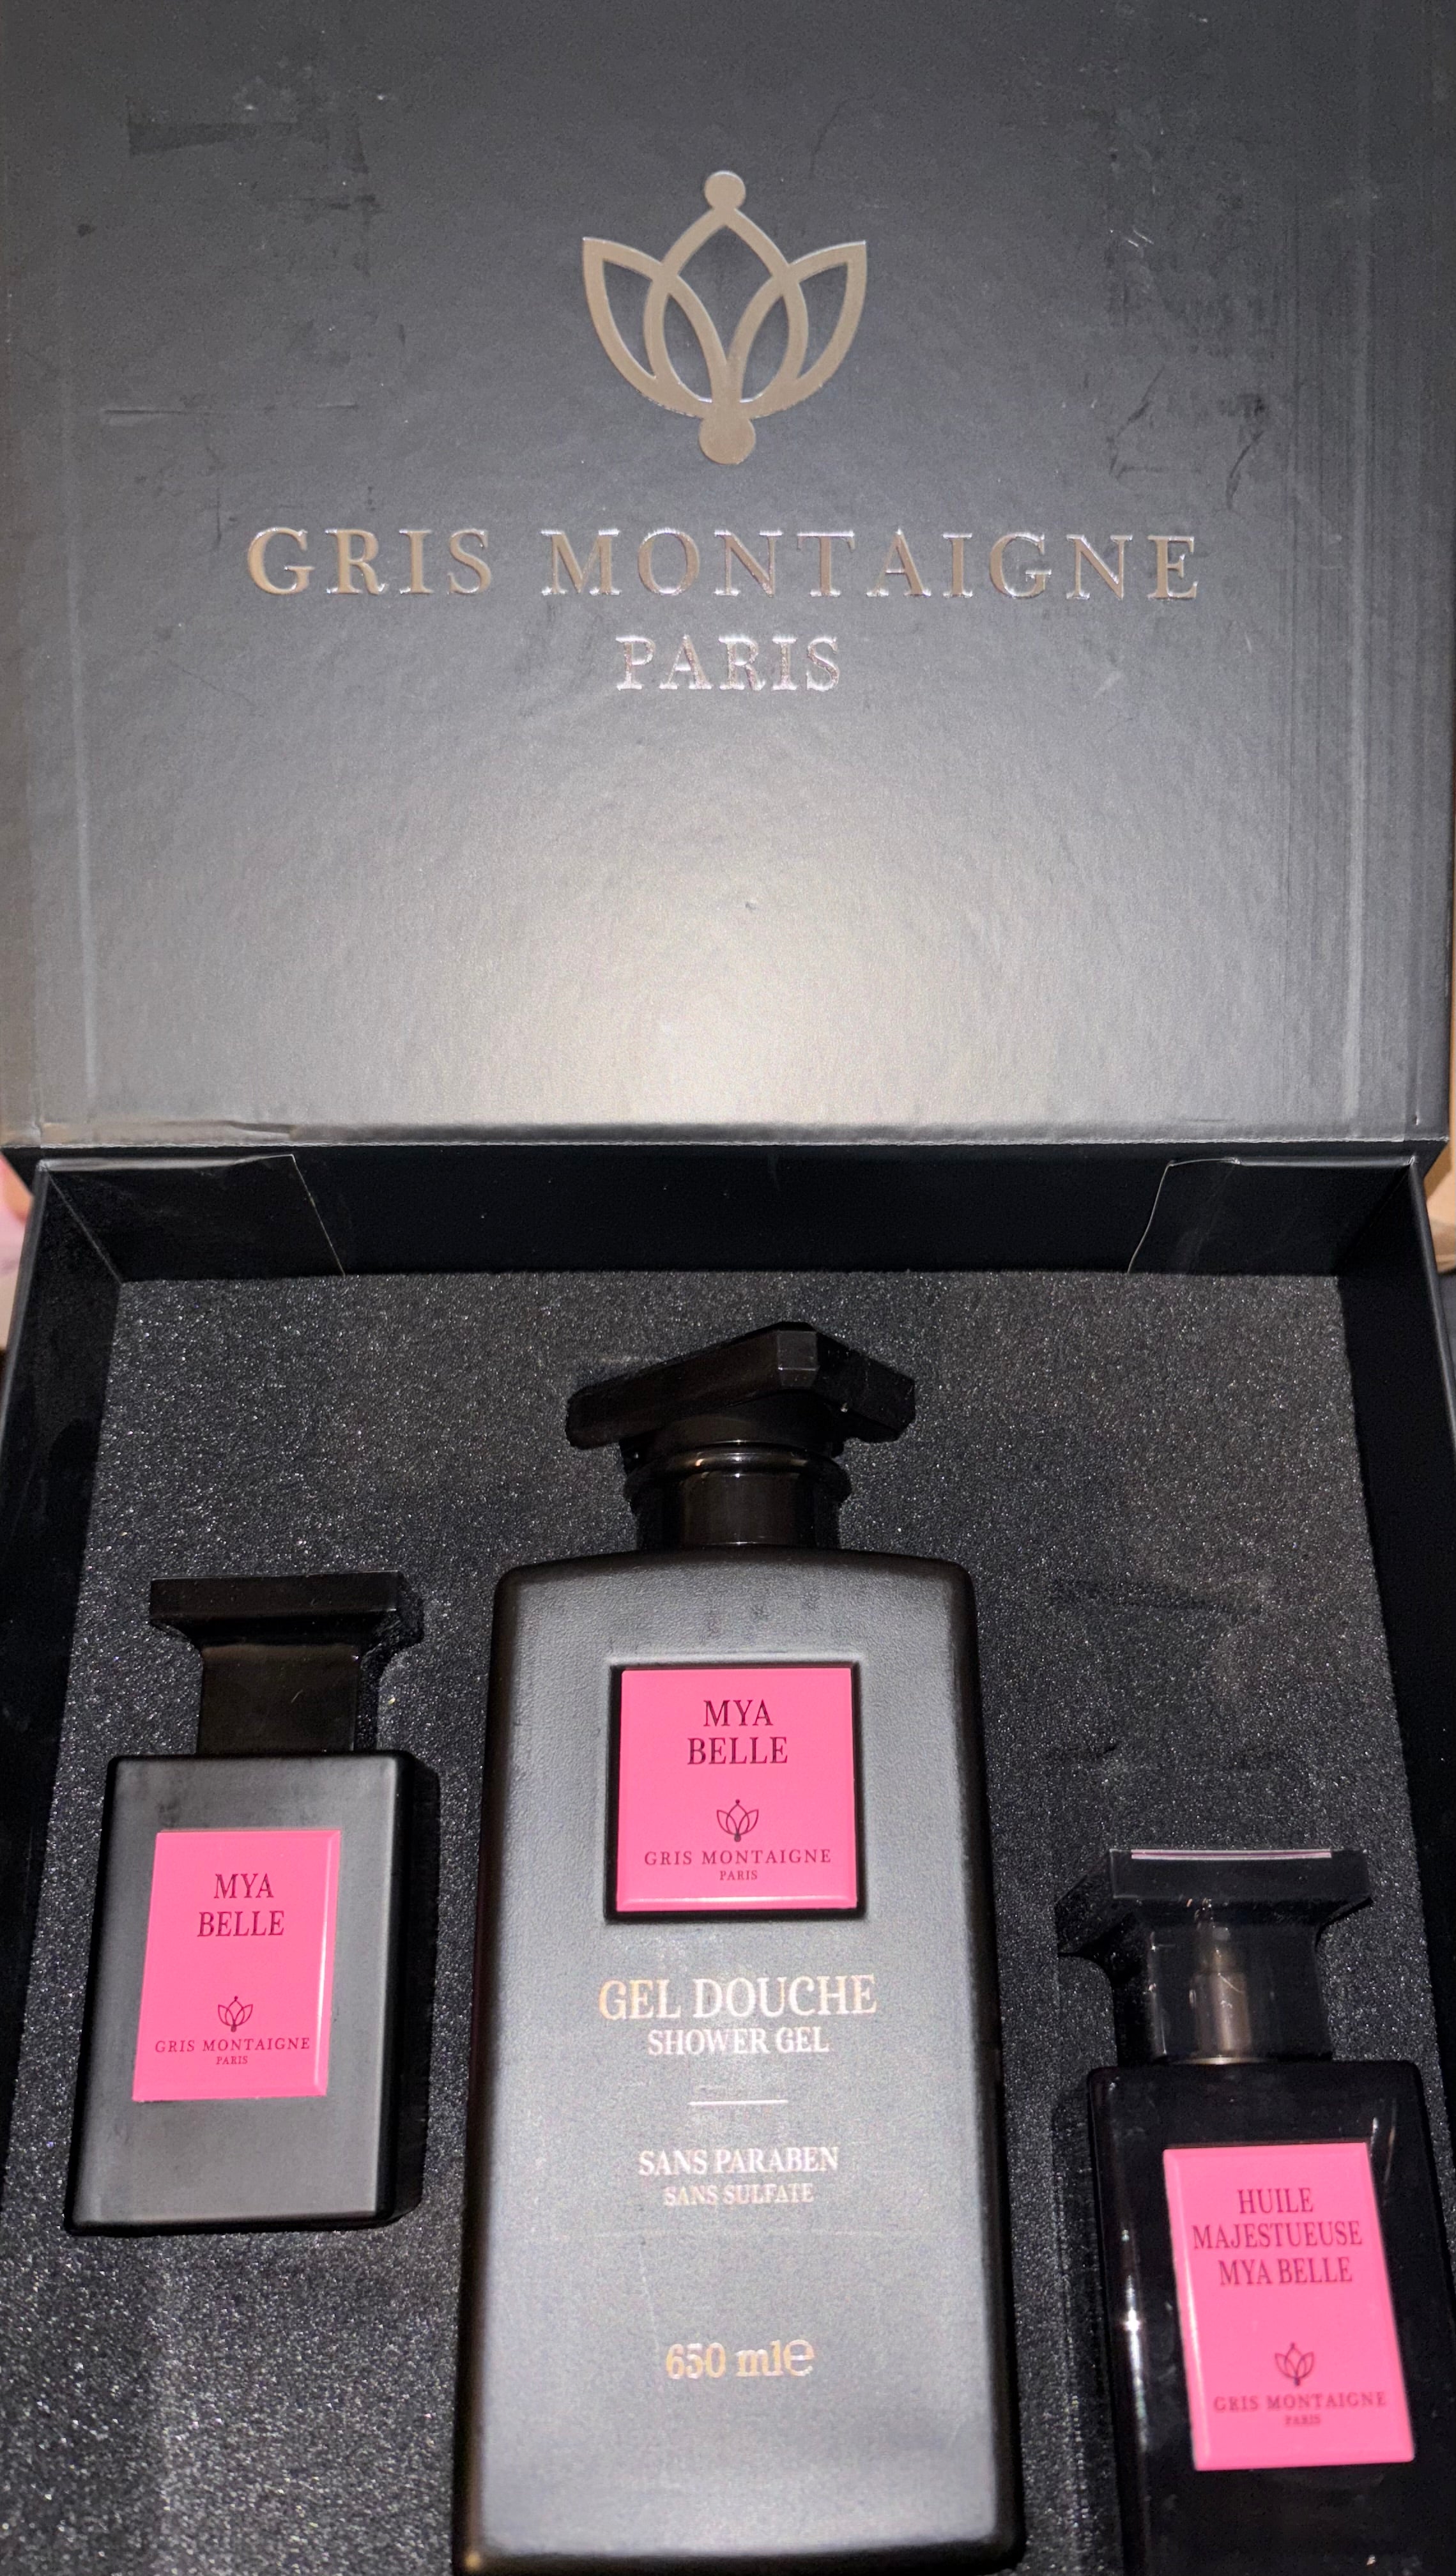 GRIS MONTAIGNE
PARIS
MYA
BELLE
GRIS MONTAIGNE
PARIS
MYA
BELLE
GRIS MONTAIGNE
PARIS
GEL DOUCHE
SHOWER GEL
SANS PARABEN
SANS SULFATE
650 ml℮
HUILE
MAJESTUEUSE
MYA BELLE
GRIS MONTAIGNE
PARIS